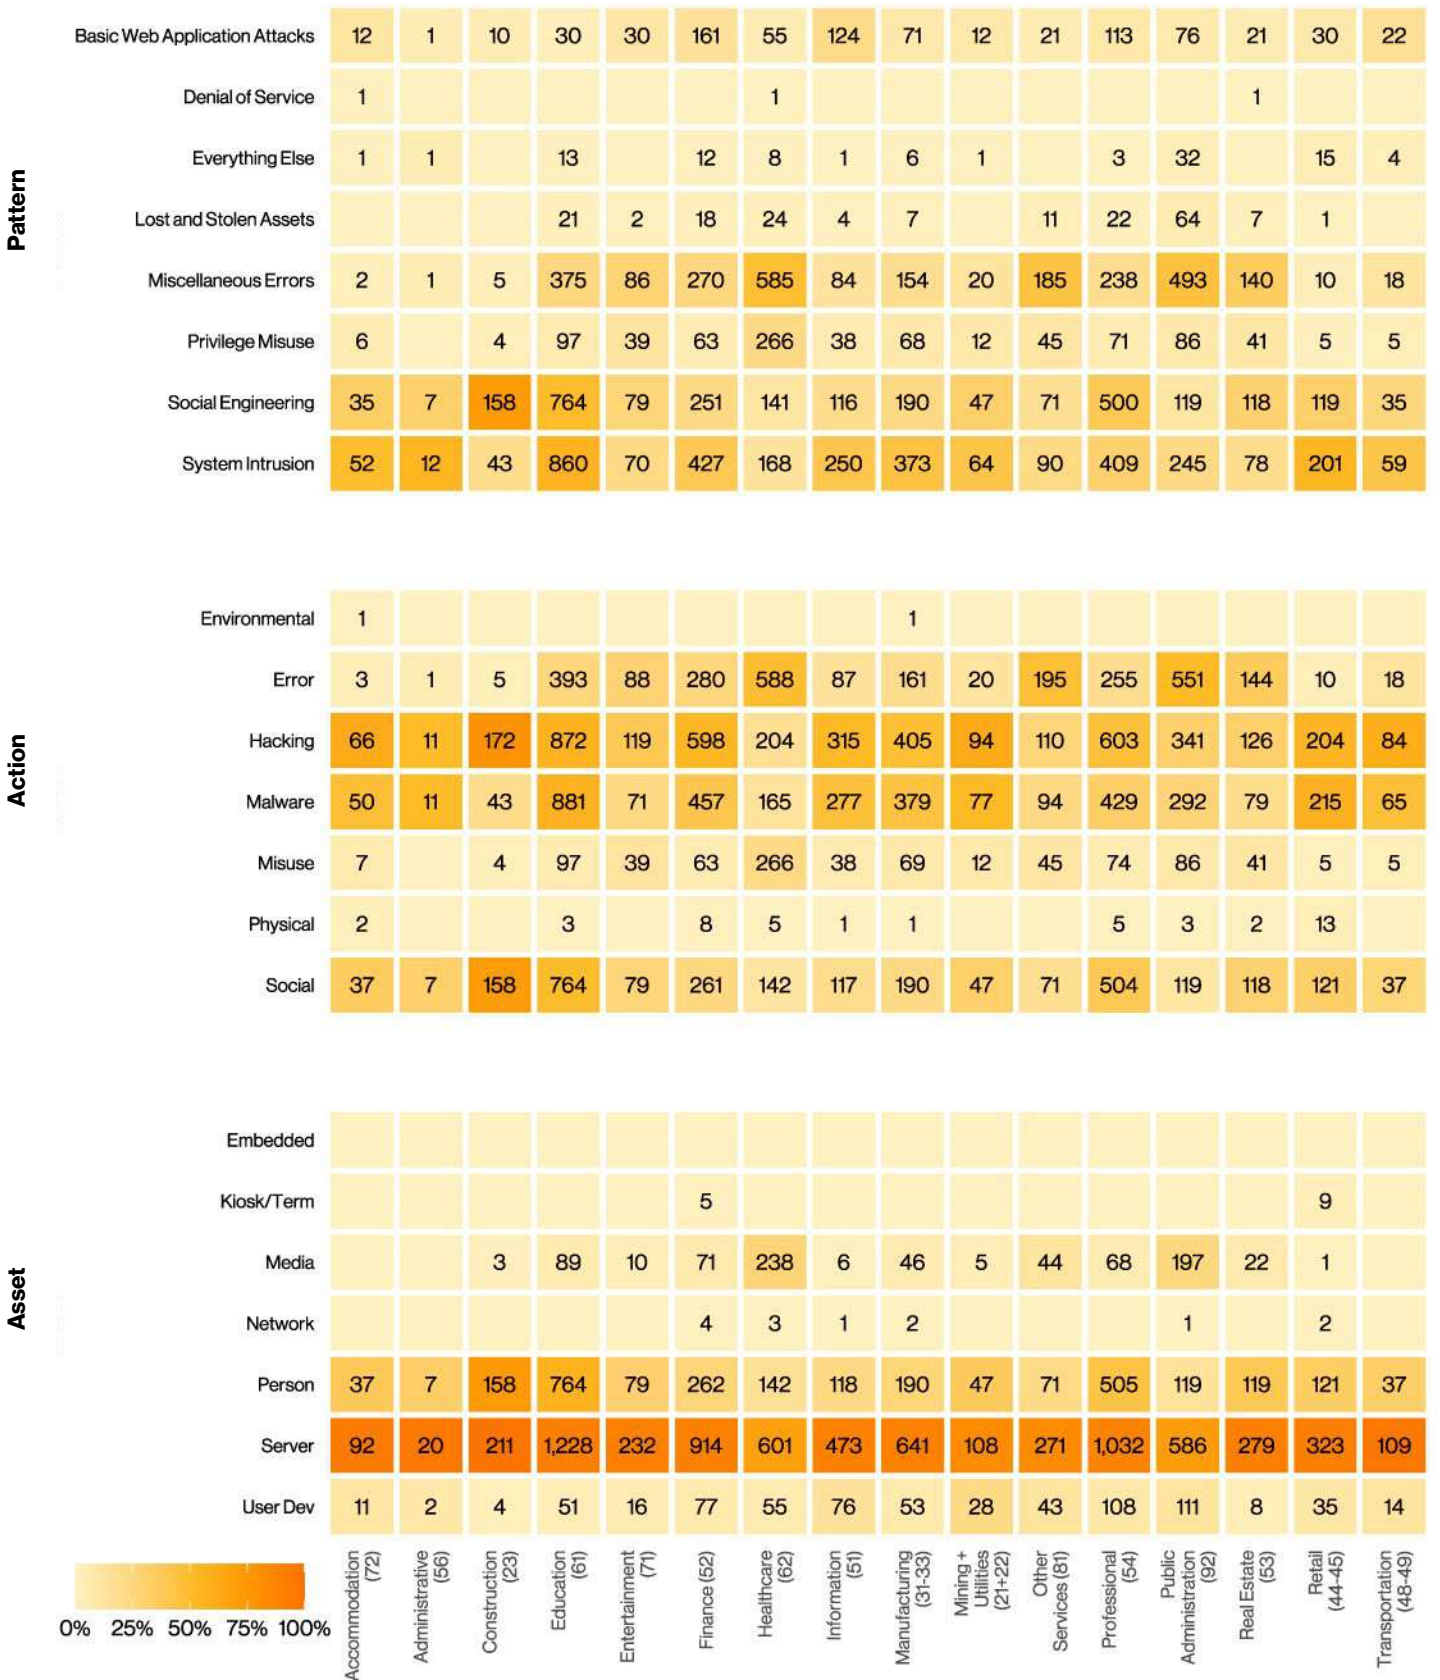 Pattern
Basic Web Application Attacks 12 1 10 30 30 161 55 124 71 12 21 113 76 21 30 22
Denial of Service 1 1 1
Everything Else 1 1 13 12 8 1 6 1 3 32 15 4
Lost and Stolen Assets 21 2 18 24 4 7 11 22 64 7 1
Miscellaneous Errors 2 1 5 375 86 270 585 84 154 20 185 238 493 140 10 18
Privilege Misuse 6 4 97 39 63 266 38 68 12 45 71 86 41 5 5
Social Engineering 35 7 158 764 79 251 141 116 190 47 71 500 119 118 119 35
System Intrusion 52 12 43 860 70 427 168 250 373 64 90 409 245 78 201 59
Action
Environmental 1 1
Error 3 1 5 393 88 280 588 87 161 20 195 255 551 144 10 18
Hacking 66 11 172 872 119 598 204 315 405 94 110 603 341 126 204 84
Malware 50 11 43 881 71 457 165 277 379 77 94 429 292 79 215 65
Misuse 7 4 97 39 63 266 38 69 12 45 74 86 41 5 5
Physical 2 3 8 5 1 1 5 3 2 13
Social 37 7 158 764 79 261 142 117 190 47 71 504 119 118 121 37
Asset
Embedded
Kiosk/Term 5 9
Media 3 89 10 71 238 6 46 5 44 68 197 22 1
Network 4 3 1 2 1 2
Person 37 7 158 764 79 262 142 118 190 47 71 505 119 119 121 37
Server 92 20 211 1,228 232 914 601 473 641 108 271 1,032 586 279 323 109
User Dev 11 2 4 51 16 77 55 76 53 28 43 108 111 8 35 14
0% 25% 50% 75% 100%
Accommodation
(72)
Administrative
(56)
Construction
(23)
Education
(61)
Entertainment
(71)
Finance (52)
Healthcare
(62)
Information
(51)
Manufacturing
(31-33)
Mining +
Utilities
(21+22)
Other
Services (81)
Professional
(54)
Public
Administration
(92)
Real Estate
(53)
Retail
(44-45)
Transportation
(48-49)